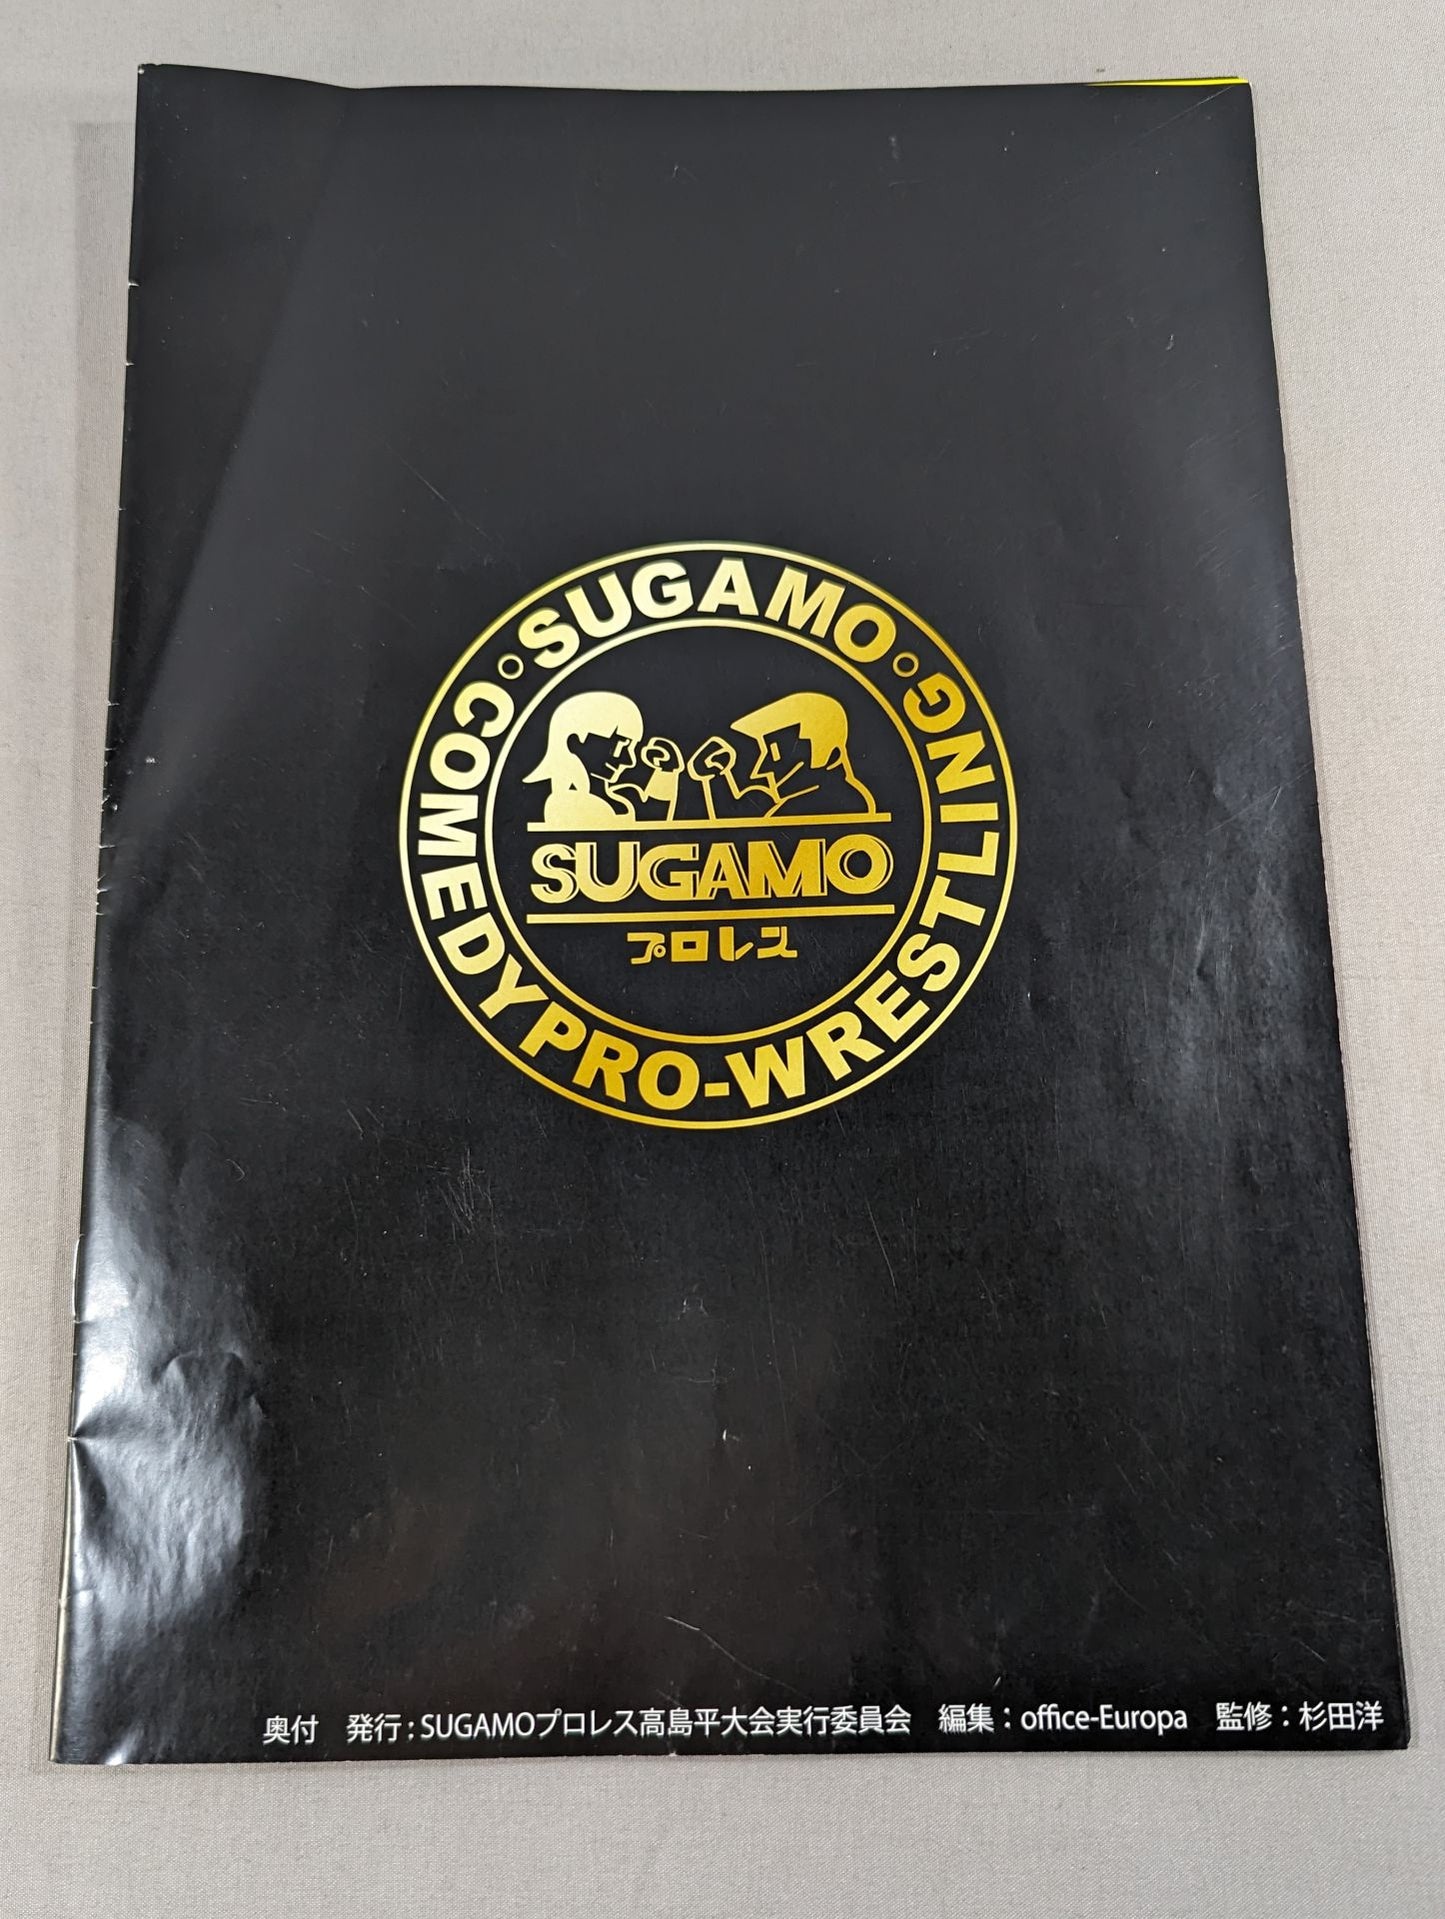 SUGAMO
COMEDY PRO-WRESTLING
SUGAMO
プロレス
奥付 発行:SUGAMOプロレス高島平大会実行委員会 編集:office-Europa 監修:杉田洋